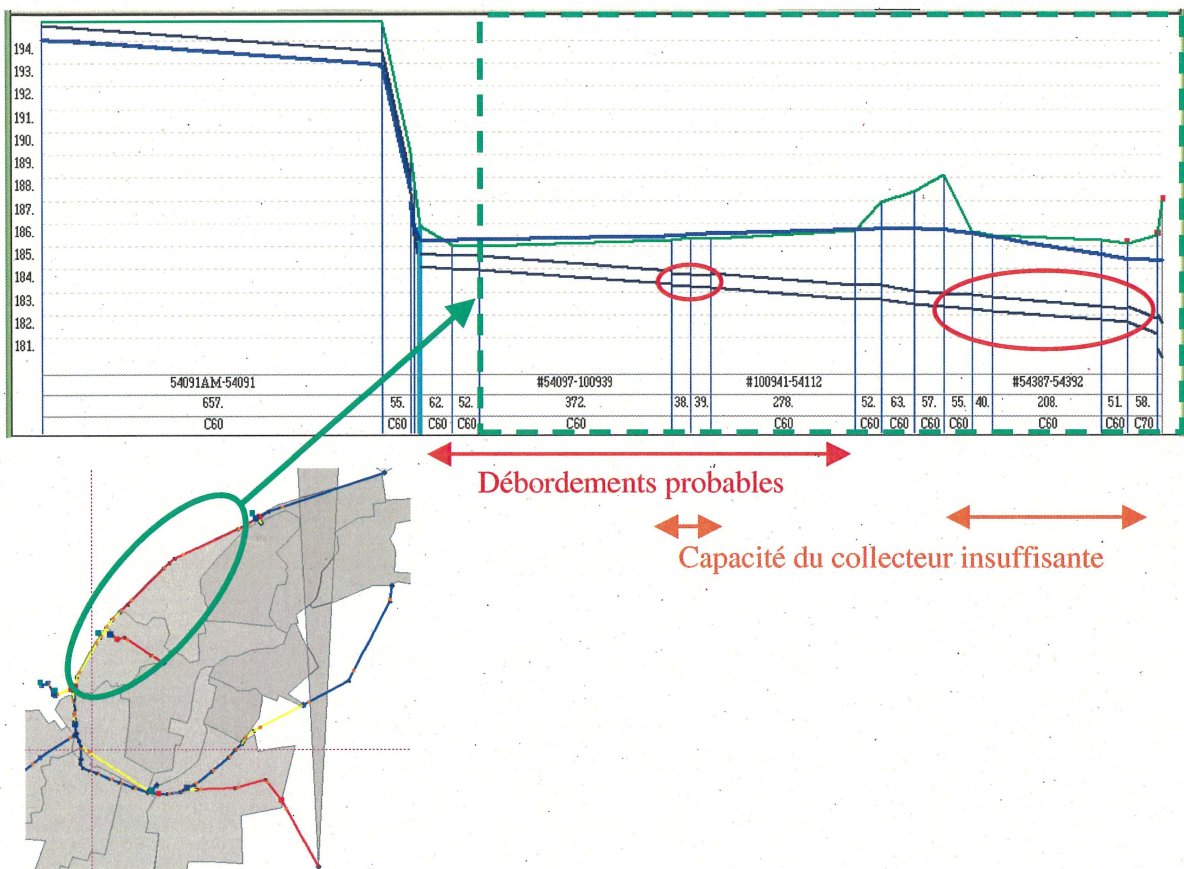 194.
193.
192.
191.
190.
189.
188.
187.
186.
185.
184.
183.
182.
181.
54091AM-54091 #54097-100939 #100941-54112 #54387-54392
657. 55. 62. 52. 372. 38. 39. 278. 52. 63. 57. 55. 40. 208. 51. 58.
C60 C60 C60 C60 C60 C60 C60 C60 C60 C60 C60 C60 C60 C70
Débordements probables
Capacité du collecteur insuffisante